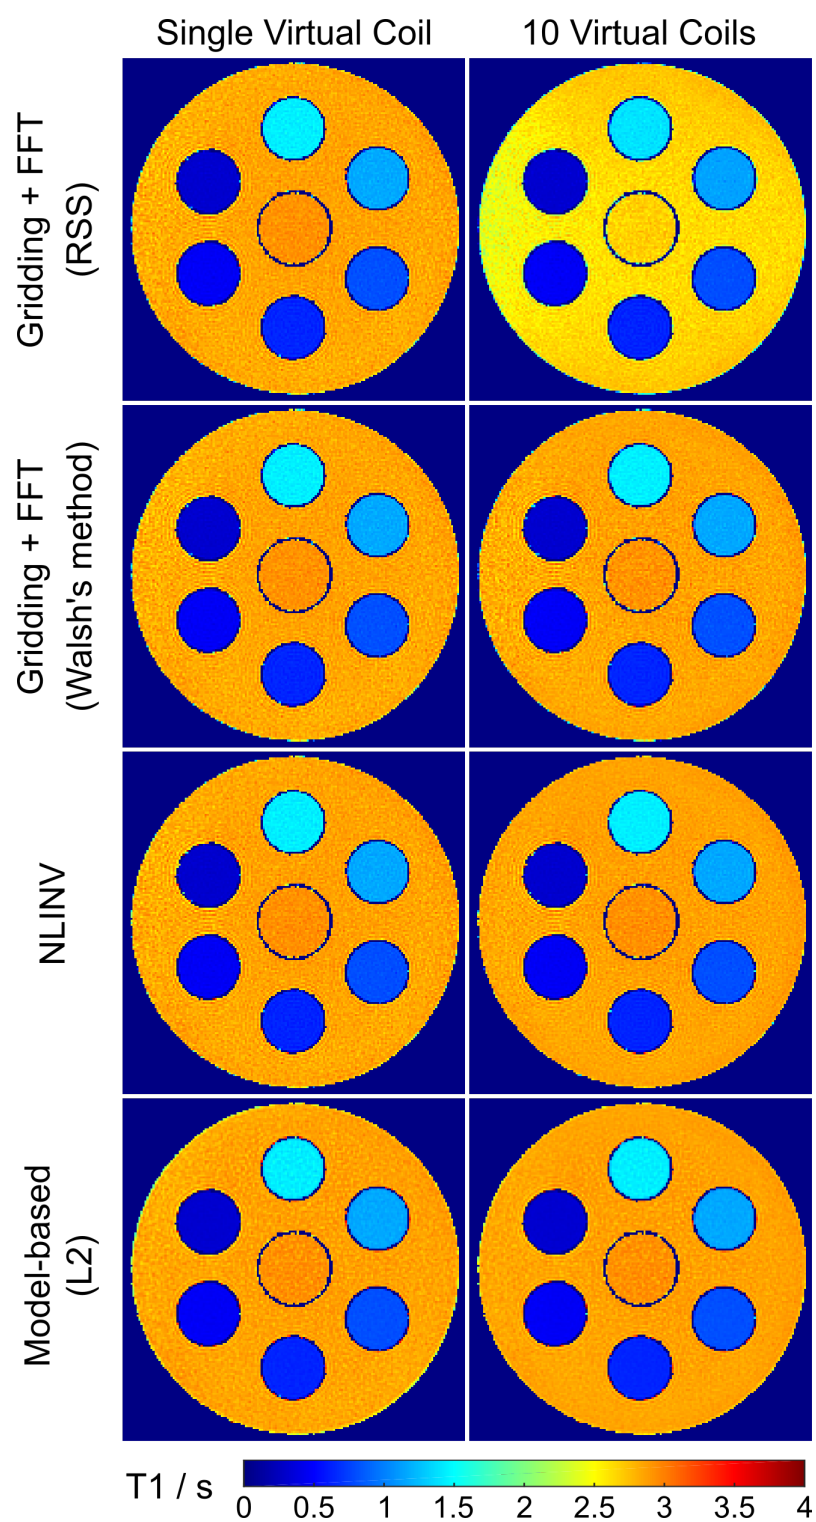 Single Virtual Coil
10 Virtual Coils
Gridding + FFT
(RSS)
Gridding + FFT
(Walsh's method)
NLINV
Model-based
(L2)
T1 / s
0 0.5 1 1.5 2 2.5 3 3.5 4